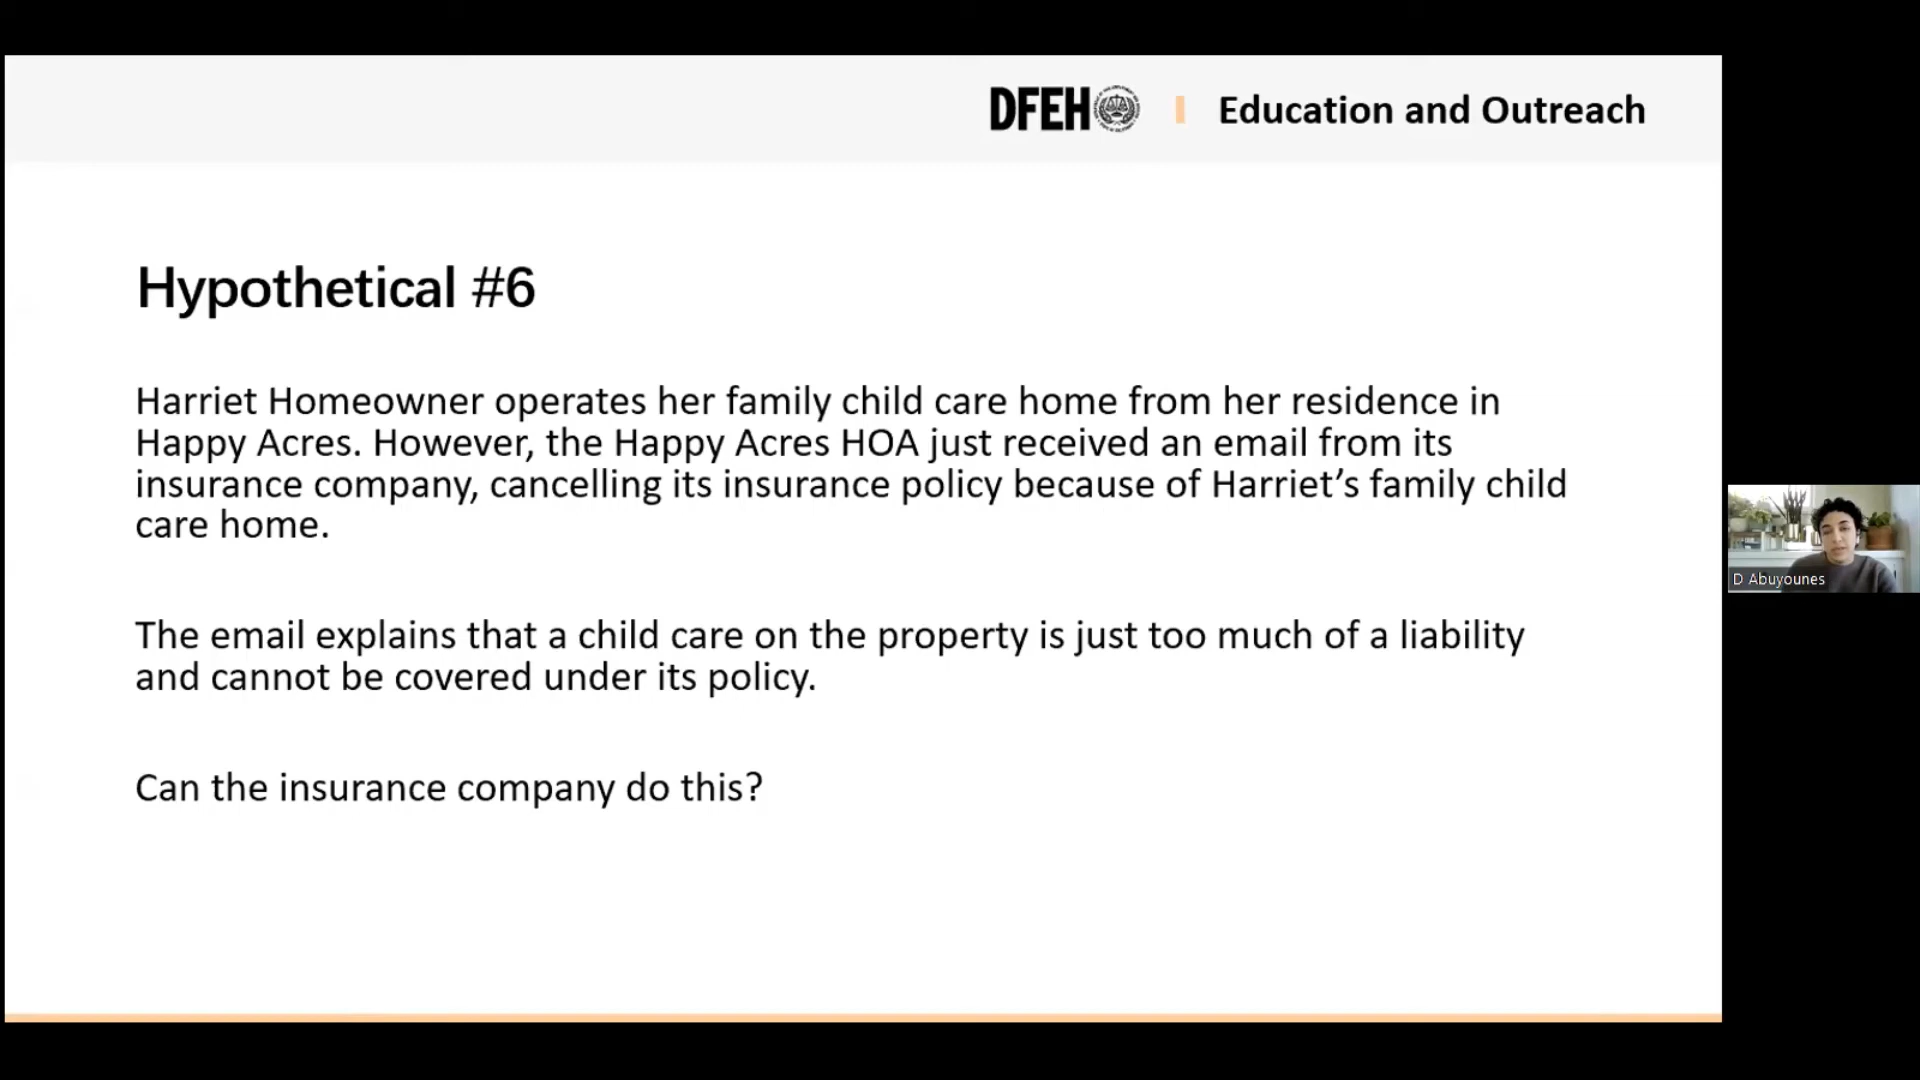 DFEH Education and Outreach
Hypothetical #6
Harriet Homeowner operates her family child care home from her residence in
Happy Acres. However, the Happy Acres HOA just received an email from its
insurance company, cancelling its insurance policy because of Harriet’s family child
care home.
The email explains that a child care on the property is just too much of a liability
and cannot be covered under its policy.
Can the insurance company do this?
D Abuyounes